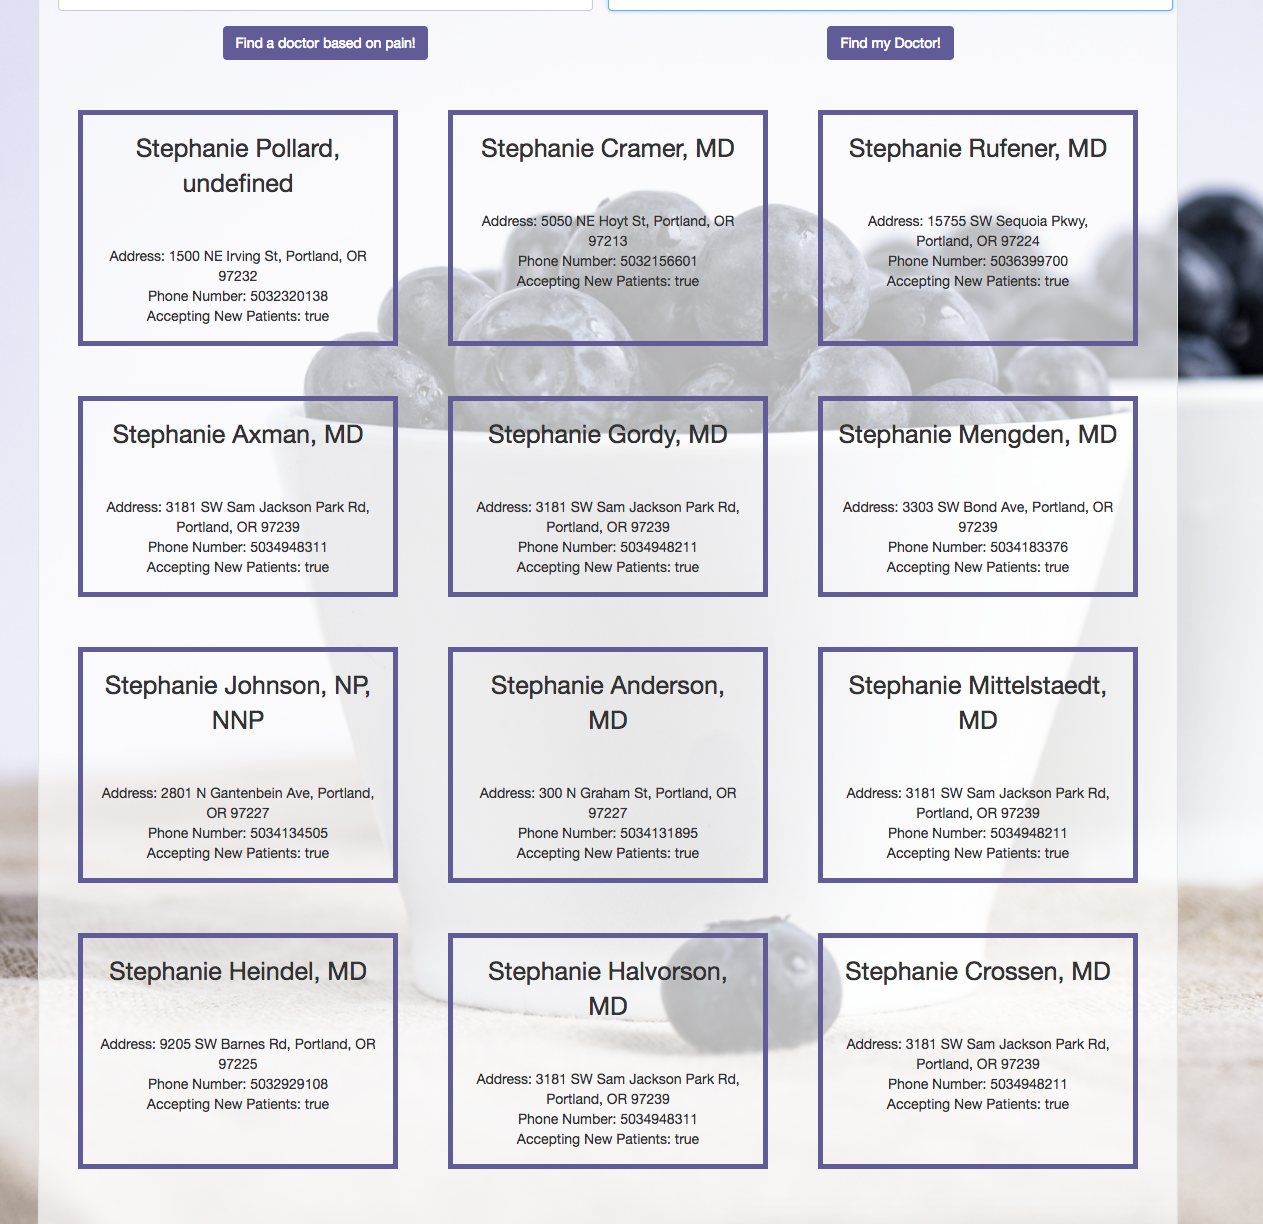 Find a doctor based on pain!
Find my Doctor!
Stephanie Pollard,
undefined
Address: 1500 NE Irving St, Portland, OR
97232
Phone Number: 5032320138
Accepting New Patients: true
Stephanie Cramer, MD
Address: 5050 NE Hoyt St, Portland, OR
97213
Phone Number: 5032156601
Accepting New Patients: true
Stephanie Rufener, MD
Address: 15755 SW Sequoia Pkwy,
Portland, OR 97224
Phone Number: 5036399700
Accepting New Patients: true
Stephanie Axman, MD
Address: 3181 SW Sam Jackson Park Rd,
Portland, OR 97239
Phone Number: 5034948311
Accepting New Patients: true
Stephanie Gordy, MD
Address: 3181 SW Sam Jackson Park Rd,
Portland, OR 97239
Phone Number: 5034948211
Accepting New Patients: true
Stephanie Mengden, MD
Address: 3303 SW Bond Ave, Portland, OR
97239
Phone Number: 5034183376
Accepting New Patients: true
Stephanie Johnson, NP,
NNP
Address: 2801 N Gantenbein Ave, Portland,
OR 97227
Phone Number: 5034134505
Accepting New Patients: true
Stephanie Anderson,
MD
Address: 300 N Graham St, Portland, OR
97227
Phone Number: 5034131895
Accepting New Patients: true
Stephanie Mittelstaedt,
MD
Address: 3181 SW Sam Jackson Park Rd,
Portland, OR 97239
Phone Number: 5034948211
Accepting New Patients: true
Stephanie Heindel, MD
Address: 9205 SW Barnes Rd, Portland, OR
97225
Phone Number: 5032929108
Accepting New Patients: true
Stephanie Halvorson,
MD
Address: 3181 SW Sam Jackson Park Rd,
Portland, OR 97239
Phone Number: 5034948311
Accepting New Patients: true
Stephanie Crossen, MD
Address: 3181 SW Sam Jackson Park Rd,
Portland, OR 97239
Phone Number: 5034948211
Accepting New Patients: true